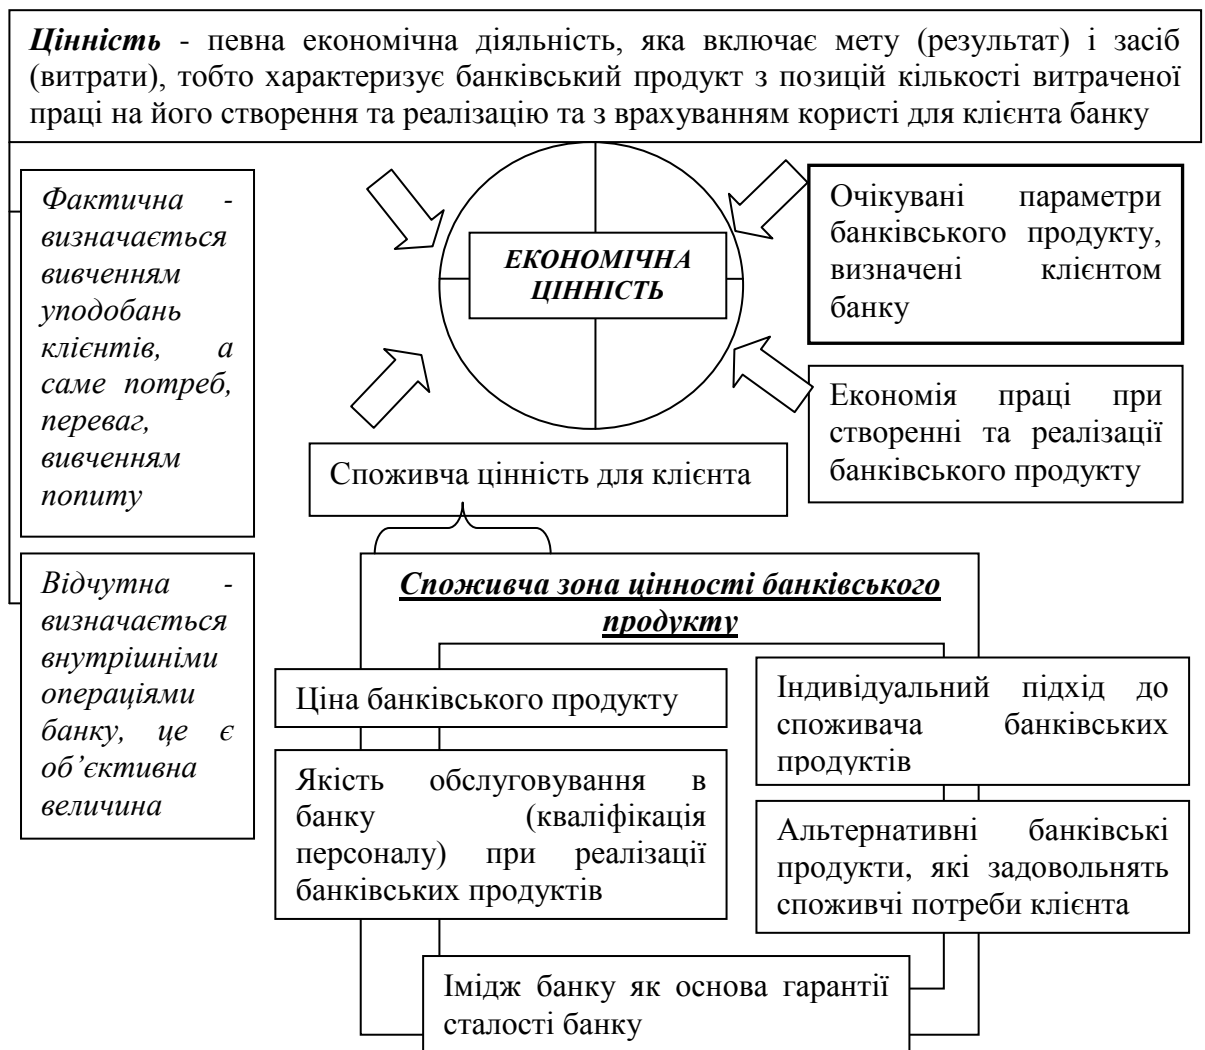 Цінність - певна економічна діяльність, яка включає мету (результат) і засіб
(витрати), тобто характеризує банківський продукт з позицій кількості витраченої
праці на його створення та реалізацію та з врахуванням користі для клієнта банку
Фактична -
визначається
вивченням
уподобань
клієнтів, а
саме потреб,
переваг,
вивченням
попиту
ЕКОНОМІЧНА
ЦІННІСТЬ
Очікувані параметри
банківського продукту,
визначені клієнтом
банку
Економія праці при
створенні та реалізації
банківського продукту
Споживча цінність для клієнта
Відчутна -
визначається
внутрішніми
операціями
банку, це є
об’єктивна
величина
Споживча зона цінності банківського
продукту
Ціна банківського продукту
Індивідуальний підхід до
споживача банківських
продуктів
Якість обслуговування в
банку (кваліфікація
персоналу) при реалізації
банківських продуктів
Альтернативні банківські
продукти, які задовольнять
споживчі потреби клієнта
Імідж банку як основа гарантії
сталості банку